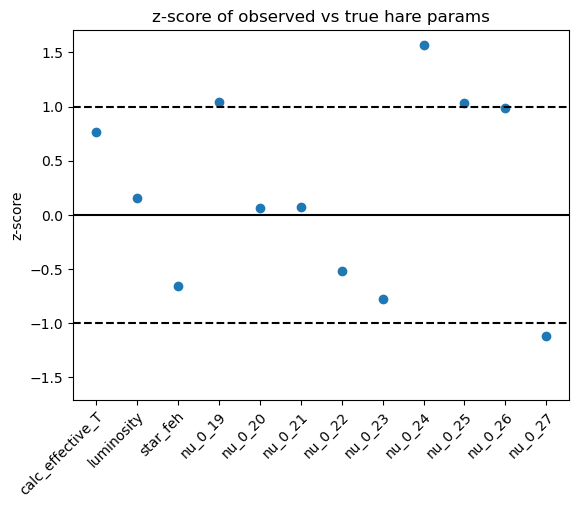 z-score of observed vs true hare params
z-score
1.5
1.0
0.5
0.0
−0.5
−1.0
−1.5
calc_effective_T
luminosity
star_feh
nu_0_19
nu_0_20
nu_0_21
nu_0_22
nu_0_23
nu_0_24
nu_0_25
nu_0_26
nu_0_27